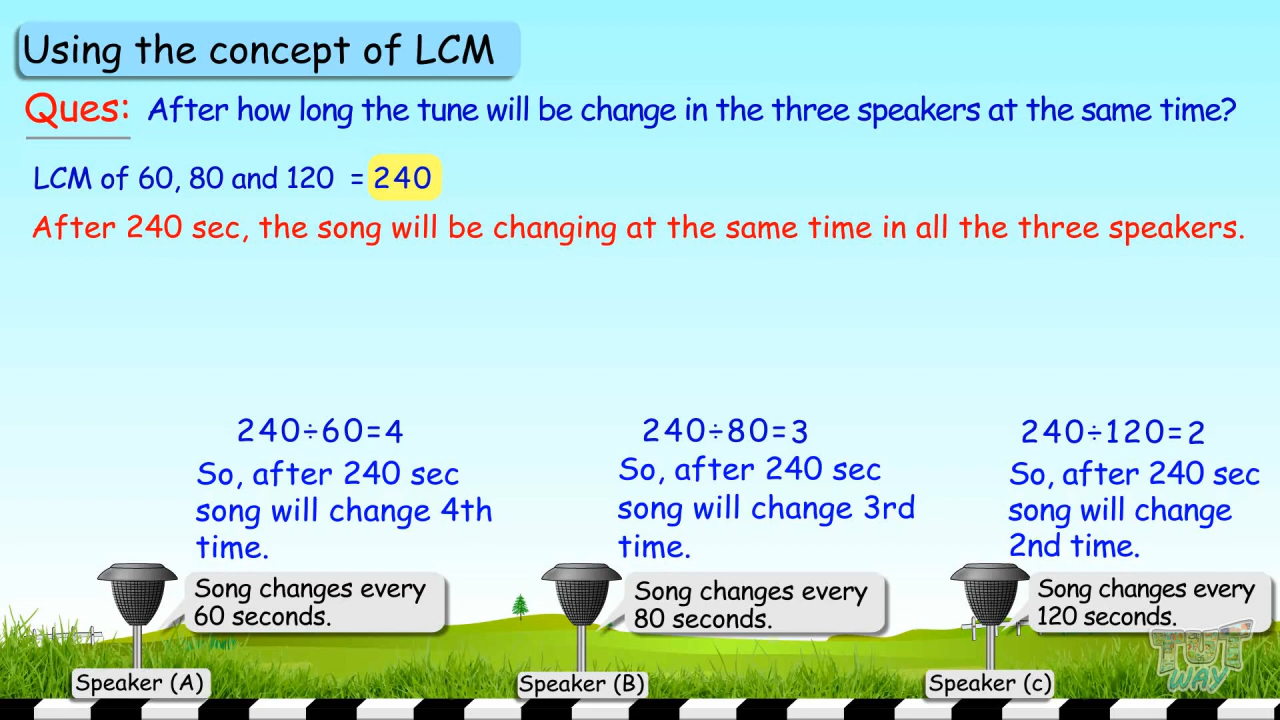 Using the concept of LCM
Ques: After how long the tune will be change in the three speakers at the same time?
LCM of 60, 80 and 120 = 240
After 240 sec, the song will be changing at the same time in all the three speakers.
240÷60=4
So, after 240 sec
song will change 4th
time.
240÷80=3
So, after 240 sec
song will change 3rd
time.
240÷120=2
So, after 240 sec
song will change
2nd time.
Song changes every
60 seconds.
Song changes every
80 seconds.
Song changes every
120 seconds.
Speaker (A)
Speaker (B)
Speaker (c)
TUT
WAY